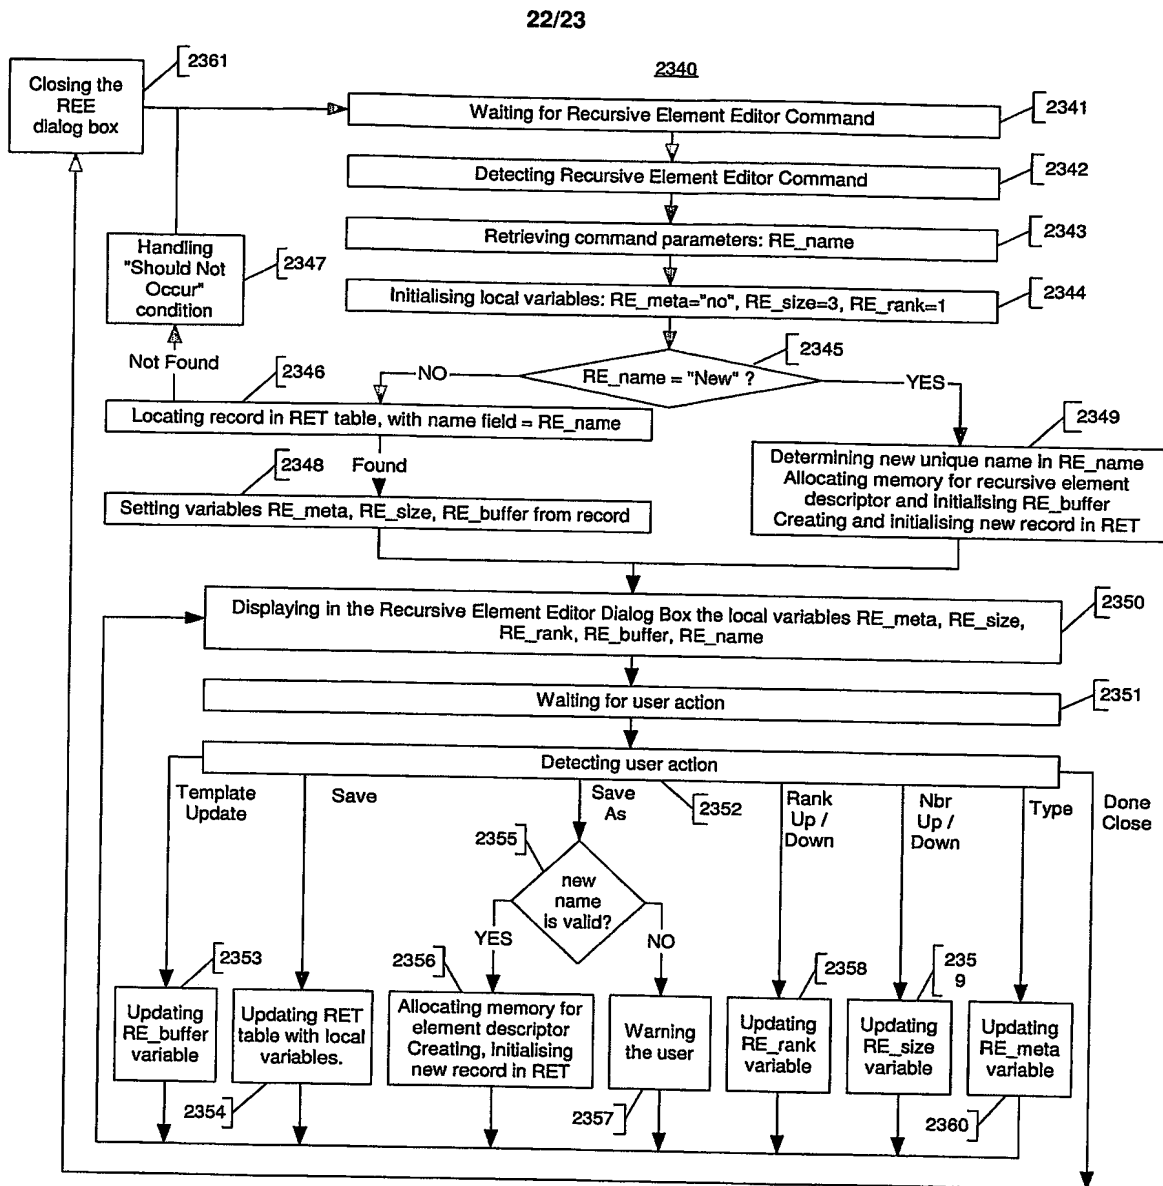 22/23
2361
Closing the
REE
dialog box
2340
Waiting for Recursive Element Editor Command
2341
Detecting Recursive Element Editor Command
2342
Retrieving command parameters: RE_name
2343
Initialising local variables: RE_meta="no", RE_size=3, RE_rank=1
2344
Handling
"Should Not
Occur"
condition
2347
Not Found
2346
NO
RE_name = "New" ?
2345
YES
Locating record in RET table, with name field = RE_name
2349
2348
Found
Setting variables RE_meta, RE_size, RE_buffer from record
Determining new unique name in RE_name
Allocating memory for recursive element
descriptor and initialising RE_buffer
Creating and initialising new record in RET
Displaying in the Recursive Element Editor Dialog Box the local variables RE_meta, RE_size,
RE_rank, RE_buffer, RE_name
2350
Waiting for user action
2351
Detecting user action
Template
Update
Save
Save
As
2352
Rank
Up /
Down
Nbr
Up /
Down
Type
Done
Close
2355
new
name
is valid?
YES
NO
2353
2356
2358
235
9
Updating
RE_buffer
variable
Updating RET
table with local
variables.
Allocating memory for
element descriptor
Creating, initialising
new record in RET
Warning
the user
Updating
RE_rank
variable
Updating
RE_size
variable
Updating
RE_meta
variable
2354
2357
2360